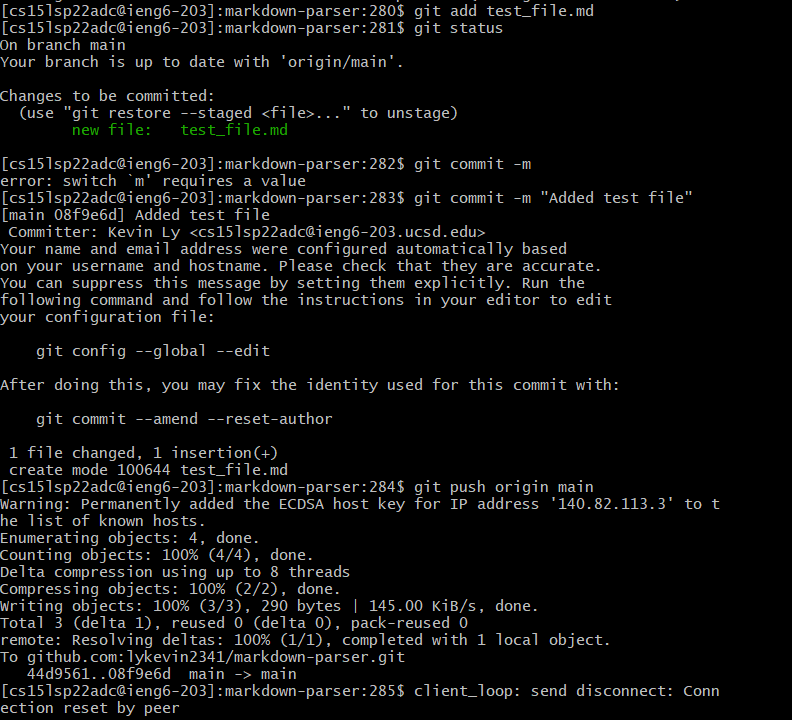 [cs15lsp22adc@ieng6-203]:markdown-parser:280$ git add test_file.md
[cs15lsp22adc@ieng6-203]:markdown-parser:281$ git status
On branch main
Your branch is up to date with 'origin/main'.

Changes to be committed:
  (use "git restore --staged <file>..." to unstage)
        new file:   test_file.md

[cs15lsp22adc@ieng6-203]:markdown-parser:282$ git commit -m
error: switch `m' requires a value
[cs15lsp22adc@ieng6-203]:markdown-parser:283$ git commit -m "Added test file"
[main 08f9e6d] Added test file
 Committer: Kevin Ly <cs15lsp22adc@ieng6-203.ucsd.edu>
Your name and email address were configured automatically based
on your username and hostname. Please check that they are accurate.
You can suppress this message by setting them explicitly. Run the
following command and follow the instructions in your editor to edit
your configuration file:

    git config --global --edit

After doing this, you may fix the identity used for this commit with:

    git commit --amend --reset-author

 1 file changed, 1 insertion(+)
 create mode 100644 test_file.md
[cs15lsp22adc@ieng6-203]:markdown-parser:284$ git push origin main
Warning: Permanently added the ECDSA host key for IP address '140.82.113.3' to t
he list of known hosts.
Enumerating objects: 4, done.
Counting objects: 100% (4/4), done.
Delta compression using up to 8 threads
Compressing objects: 100% (2/2), done.
Writing objects: 100% (3/3), 290 bytes | 145.00 KiB/s, done.
Total 3 (delta 1), reused 0 (delta 0), pack-reused 0
remote: Resolving deltas: 100% (1/1), completed with 1 local object.
To github.com:lykevin2341/markdown-parser.git
   44d9561..08f9e6d  main -> main
[cs15lsp22adc@ieng6-203]:markdown-parser:285$ client_loop: send disconnect: Conn
ection reset by peer